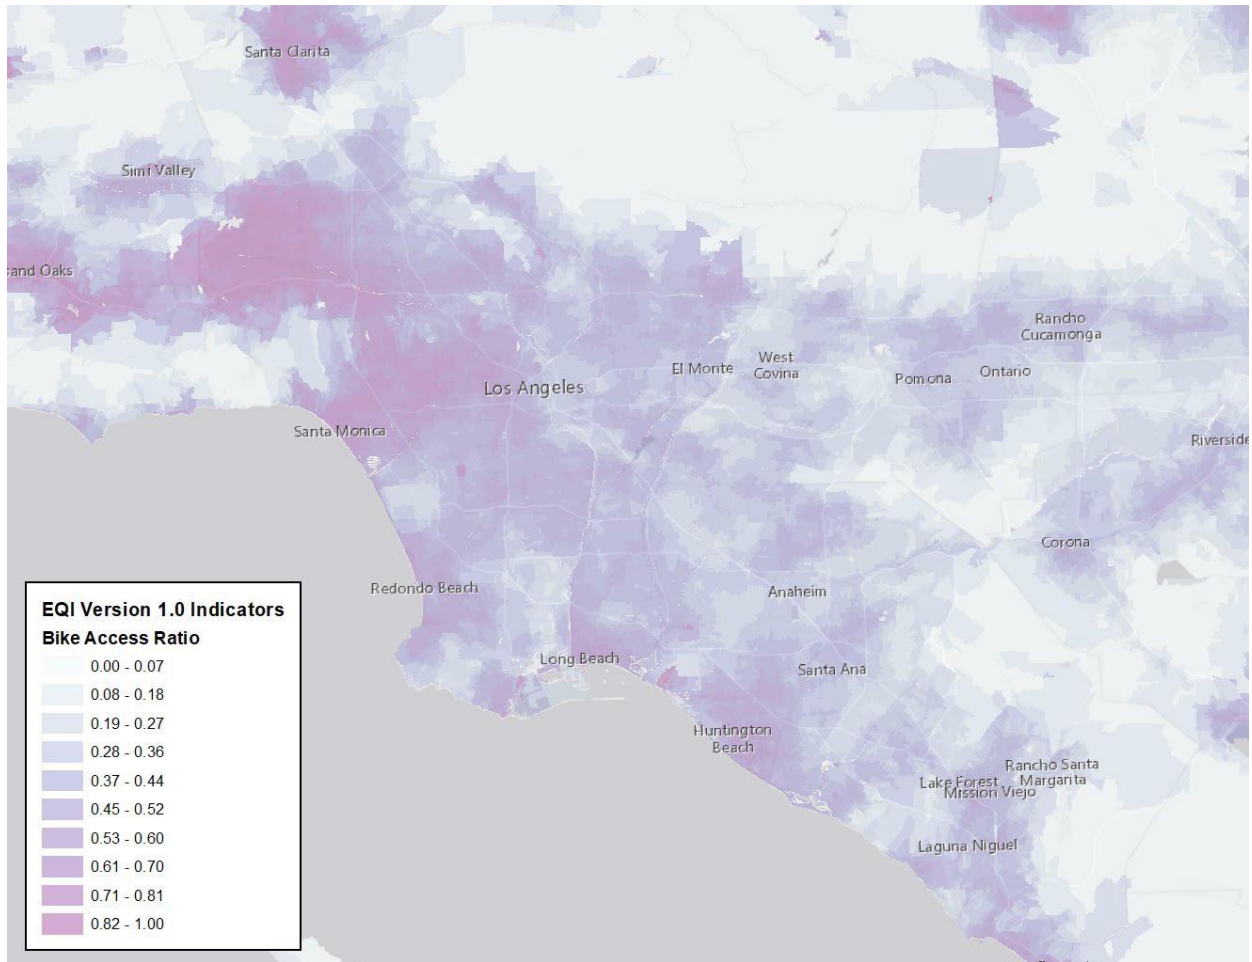 Santa Clarita
Simi Valley
sand Oaks
Rancho
Cucamonga
West
Covina
El Monte
Pomona
Ontario
Los Angeles
Santa Monica
Riverside
Corona
Redondo Beach
Anaheim
Long Beach
Santa Ana
Huntington
Beach
Rancho Santa
Margarita
Lake Forest
Mission Viejo
Laguna Niguel
EQI Version 1.0 Indicators
Bike Access Ratio
0.00 - 0.07
0.08 - 0.18
0.19 - 0.27
0.28 - 0.36
0.37 - 0.44
0.45 - 0.52
0.53 - 0.60
0.61 - 0.70
0.71 - 0.81
0.82 - 1.00